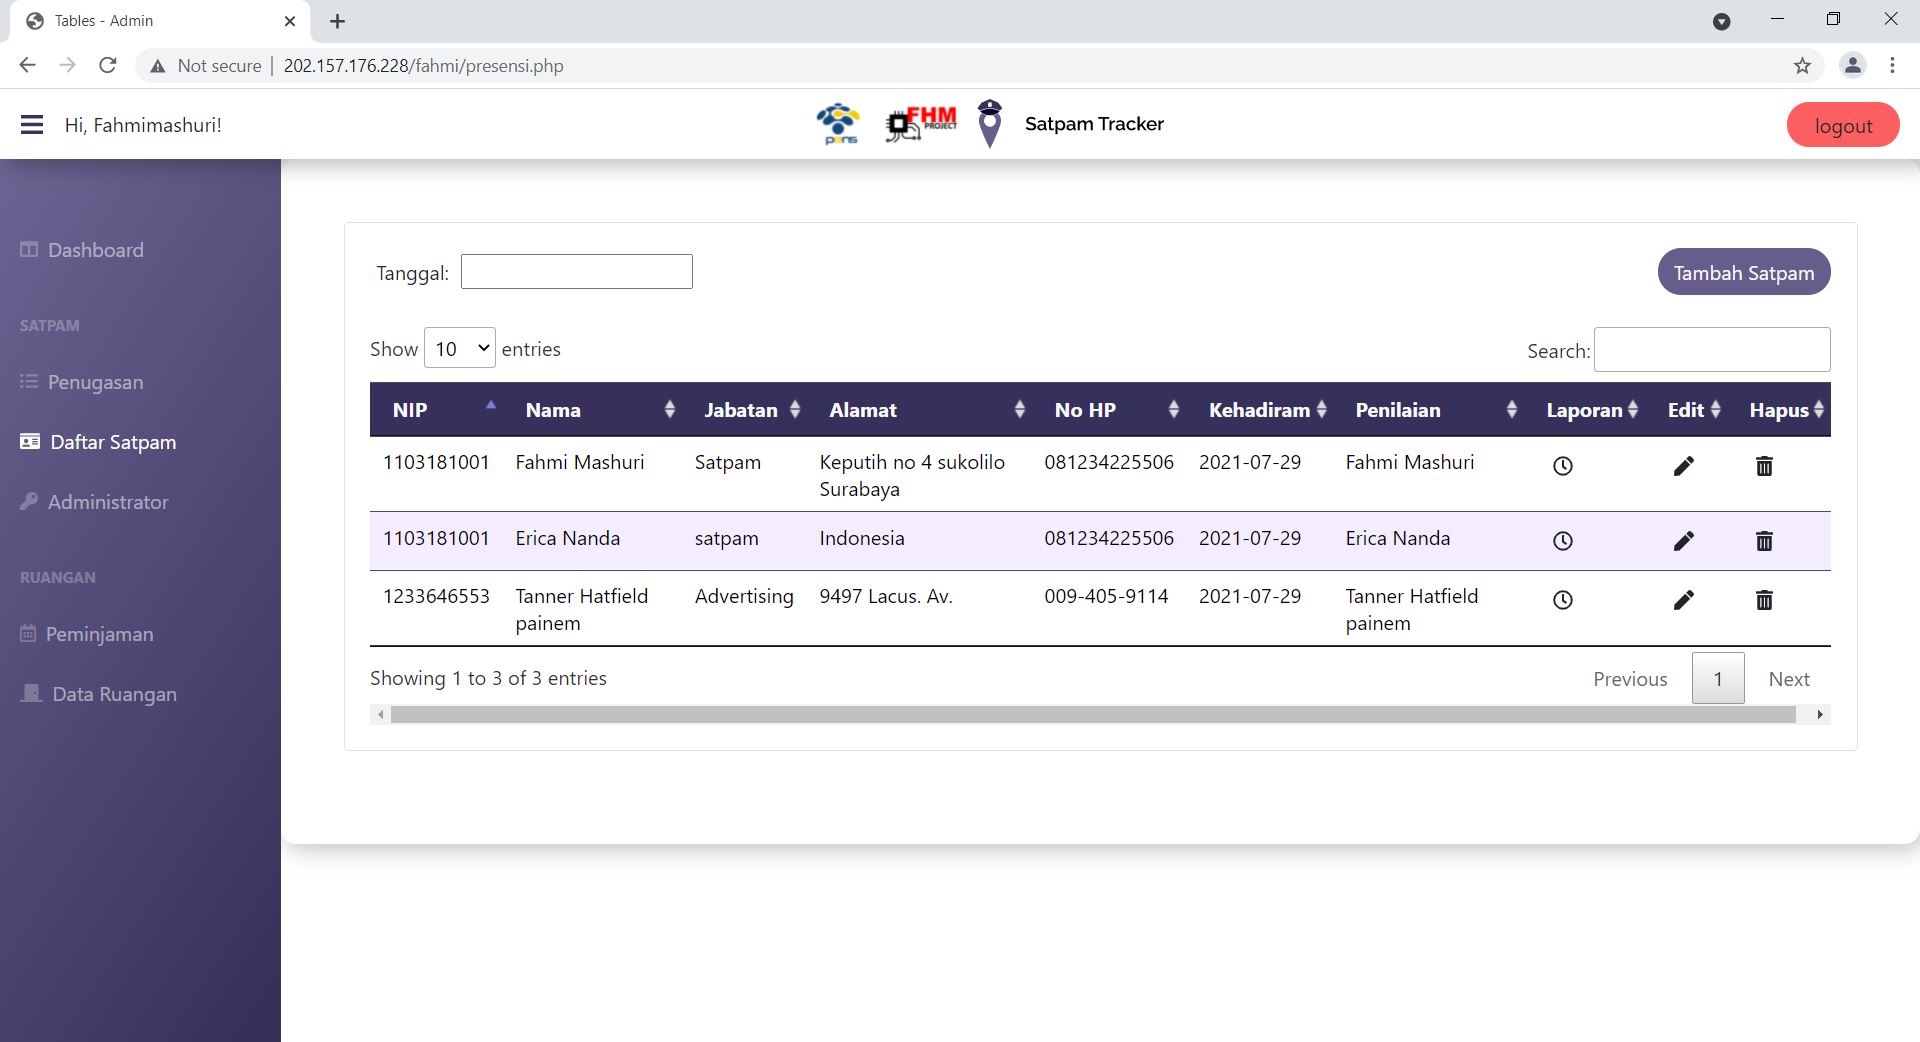 Tables - Admin
Not secure | 202.157.176.228/fahmi/presensi.php
Hi, Fahmimashuri!
pens
FHM
PROJECT
Satpam Tracker
logout
Dashboard
SATPAM
Penugasan
Daftar Satpam
Administrator
RUANGAN
Peminjaman
Data Ruangan
Tanggal:
Tambah Satpam
Show 10 entries
Search:
NIP Nama Jabatan Alamat No HP Kehadiram Penilaian Laporan Edit Hapus
1103181001 Fahmi Mashuri Satpam Keputih no 4 sukolilo 081234225506 2021-07-29 Fahmi Mashuri
Surabaya
1103181001 Erica Nanda satpam Indonesia 081234225506 2021-07-29 Erica Nanda
1233646553 Tanner Hatfield Advertising 9497 Lacus. Av. 009-405-9114 2021-07-29 Tanner Hatfield
painem painem
Showing 1 to 3 of 3 entries
Previous 1 Next